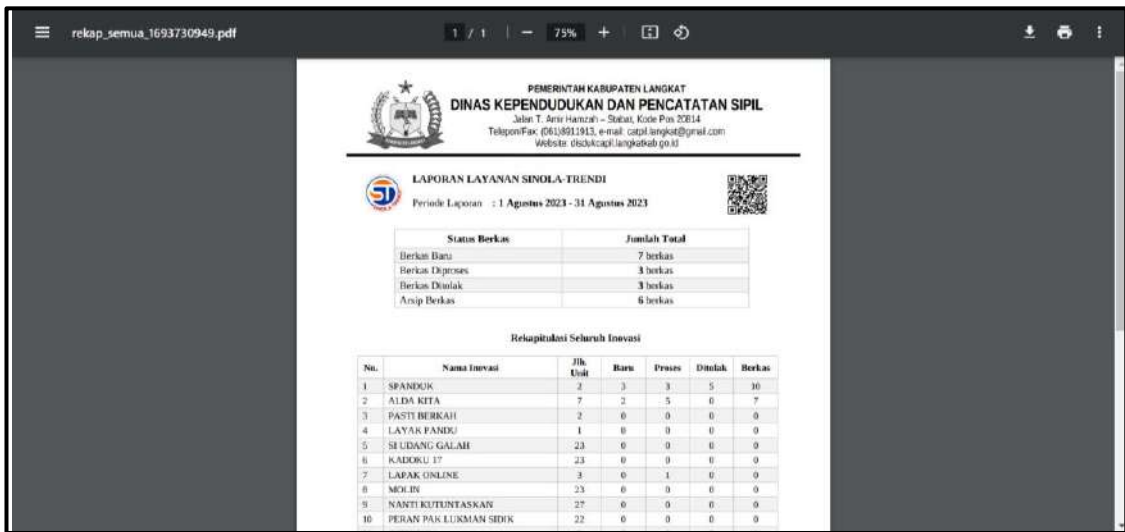 rekap_semua_1693730949.pdf
1 / 1
75%
PEMERINTAH KABUPATEN LANGKAT
DINAS KEPENDUDUKAN DAN PENCATATAN SIPIL
Jalan T. Amir Hamzah – Stabat, Kode Pos 20814
Telepon/Fax: (061)8911913, e-mail: catpil.langkat@gmail.com
Website: disdukcapil.langkatkab.go.id
LAPORAN LAYANAN SINOLA-TRENDI
Periode Laporan : 1 Agustus 2023 - 31 Agustus 2023
Status Berkas Jumlah Total
Berkas Baru 7 berkas
Berkas Diproses 3 berkas
Berkas Ditolak 3 berkas
Arsip Berkas 6 berkas
Rekapitulasi Seluruh Inovasi
No. Nama Inovasi Jlh. Unit Baru Proses Ditolak Berkas
1 SPANDUK 2 3 3 5 10
2 ALDA KITA 7 2 5 0 7
3 PASTI BERKAH 2 0 0 0 0
4 LAYAK PANDU 1 0 0 0 0
5 SI UDANG GALAH 23 0 0 0 0
6 KADOKU 17 23 0 0 0 0
7 LAPAK ONLINE 3 0 1 0 0
8 MOLIN 23 0 0 0 0
9 NANTI KUTUNTASKAN 27 0 0 0 0
10 PERAN PAK LUKMAN SIDIK 22 0 0 0 0